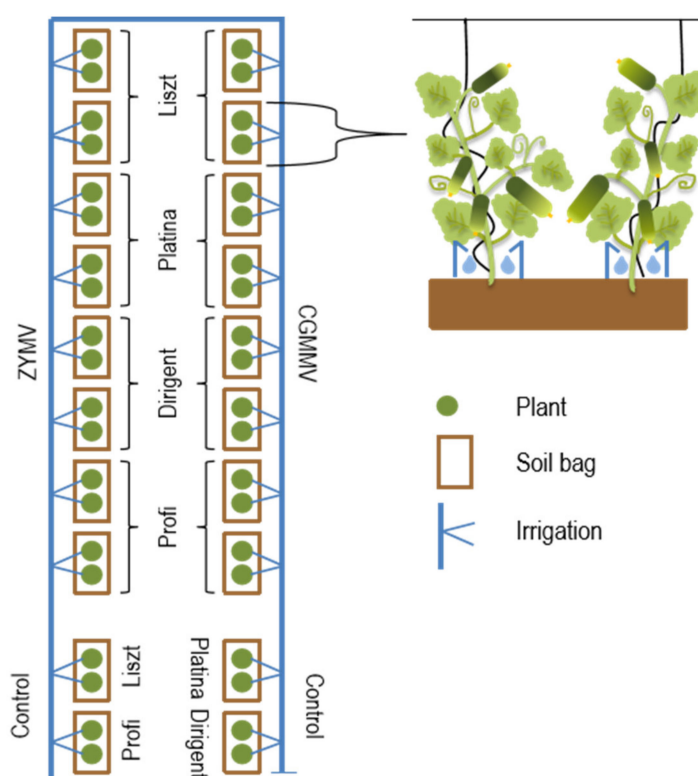 Liszt
Platina
Dirigent
Profi
ZYMV
CGMMV
Control
Liszt
Profi
Platina
Dirigent
Control
Plant
Soil bag
Irrigation